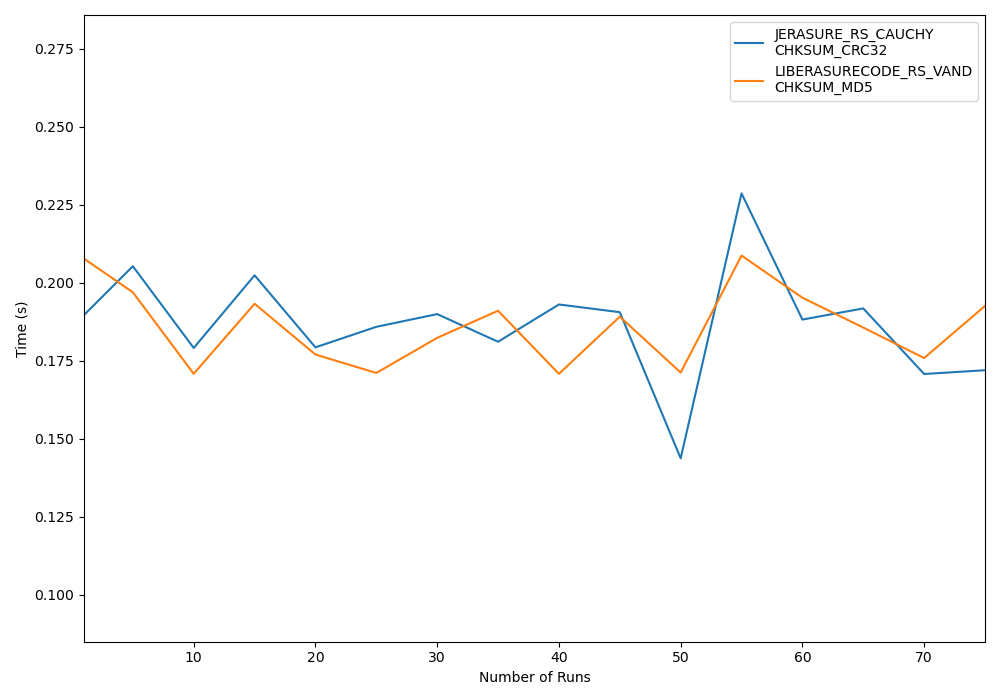 JERASURE_RS_CAUCHY
CHKSUM_CRC32
LIBERASURECODE_RS_VAND
CHKSUM_MD5
0.275
0.250
0.225
0.200
0.175
0.150
0.125
0.100
Time (s)
10 20 30 40 50 60 70
Number of Runs